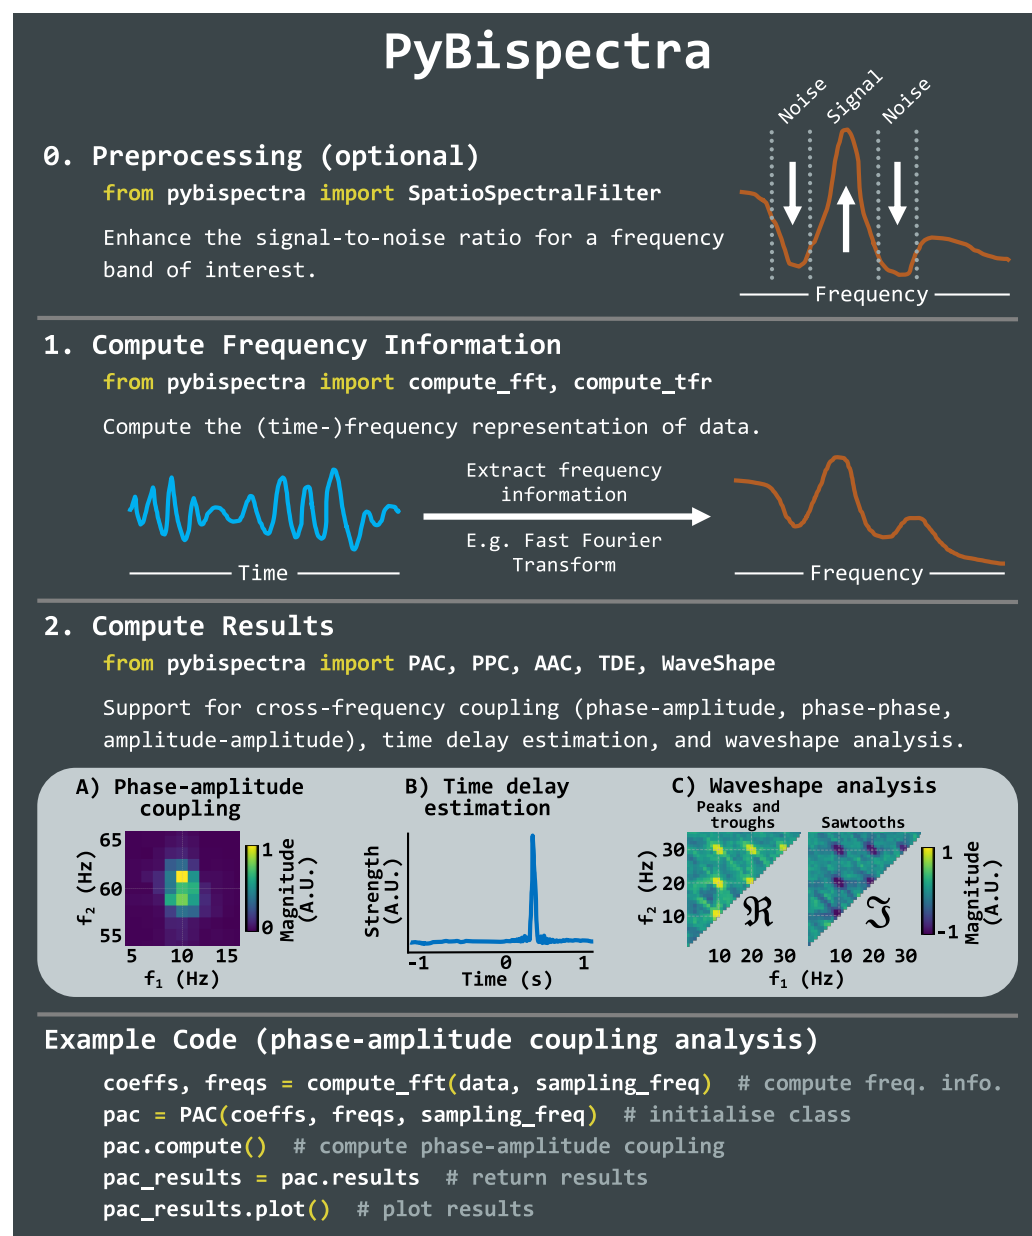 PyBispectra
Noise
Signal
Noise
0. Preprocessing (optional)
from pybispectra import SpatioSpectralFilter
Enhance the signal-to-noise ratio for a frequency
band of interest.
Frequency
1. Compute Frequency Information
from pybispectra import compute_fft, compute_tfr
Compute the (time-)frequency representation of data.
Extract frequency
information
E.g. Fast Fourier
Transform
Time
Frequency
2. Compute Results
from pybispectra import PAC, PPC, AAC, TDE, WaveShape
Support for cross-frequency coupling (phase-amplitude, phase-phase,
amplitude-amplitude), time delay estimation, and waveshape analysis.
A) Phase-amplitude
coupling
65
60
55
f₂ (Hz)
5 10 15
f₁ (Hz)
1
0
Magnitude
(A.U.)
B) Time delay
estimation
Strength
(A.U.)
-1 0 1
Time (s)
C) Waveshape analysis
Peaks and
troughs
Sawtooths
30
20
10
f₂ (Hz)
ℜ
ℑ
10 20 30
10 20 30
f₁ (Hz)
1
-1
Magnitude
(A.U.)
Example Code (phase-amplitude coupling analysis)
coeffs, freqs = compute_fft(data, sampling_freq) # compute freq. info.
pac = PAC(coeffs, freqs, sampling_freq) # initialise class
pac.compute() # compute phase-amplitude coupling
pac_results = pac.results # return results
pac_results.plot() # plot results